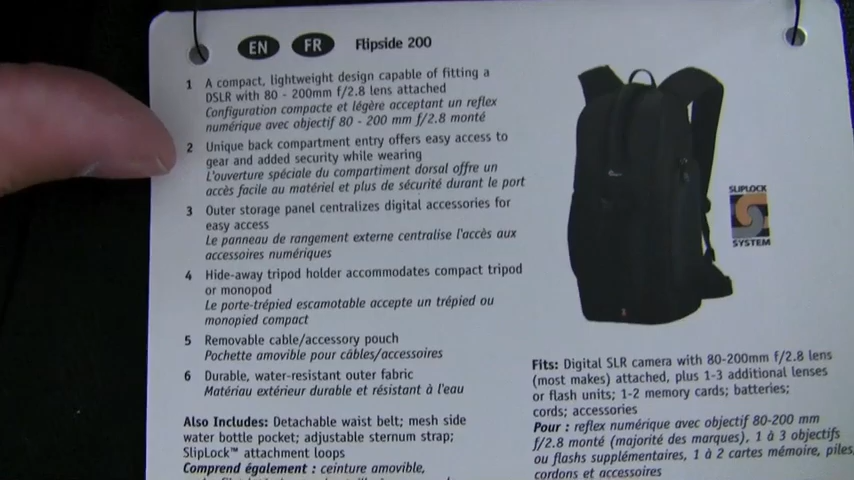 EN FR Flipside 200
1 A compact, lightweight design capable of fitting a
DSLR with 80 - 200mm f/2.8 lens attached
Configuration compacte et légère acceptant un reflex
numérique avec objectif 80 - 200 mm f/2.8 monté
2 Unique back compartment entry offers easy access to
gear and added security while wearing
L'ouverture spéciale du compartiment dorsal offre un
accès facile au matériel et plus de sécurité durant le port
3 Outer storage panel centralizes digital accessories for
easy access
Le panneau de rangement externe centralise l'accès aux
accessoires numériques
4 Hide-away tripod holder accommodates compact tripod
or monopod
Le porte-trépied escamotable accepte un trépied ou
monopied compact
5 Removable cable/accessory pouch
Pochette amovible pour câbles/accessoires
6 Durable, water-resistant outer fabric
Matériau extérieur durable et résistant à l'eau
Also Includes: Detachable waist belt; mesh side
water bottle pocket; adjustable sternum strap;
SlipLock™ attachment loops
Comprend également : ceinture amovible,
SLIPLOCK
SYSTEM
Fits: Digital SLR camera with 80-200mm f/2.8 lens
(most makes) attached, plus 1-3 additional lenses
or flash units; 1-2 memory cards; batteries;
cords; accessories
Pour : reflex numérique avec objectif 80-200 mm
f/2.8 monté (majorité des marques), 1 à 3 objectifs
ou flashs supplémentaires, 1 à 2 cartes mémoire, piles,
cordons et accessoires